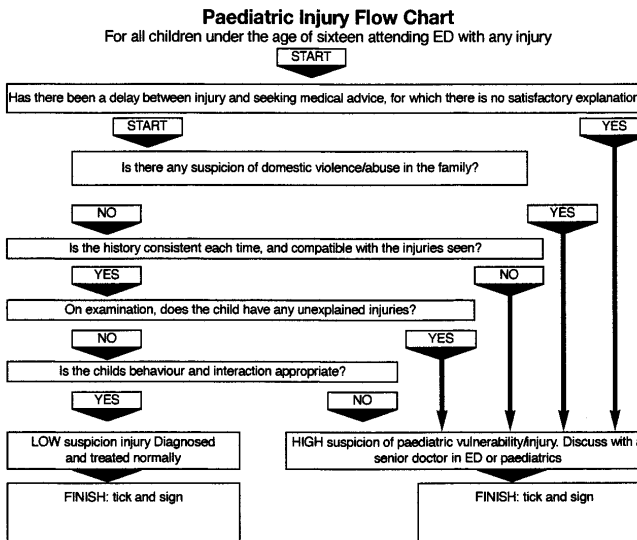 Paediatric Injury Flow Chart
For all children under the age of sixteen attending ED with any injury
START
Has there been a delay between injury and seeking medical advice, for which there is no satisfactory explanation
START
YES
Is there any suspicion of domestic violence/abuse in the family?
NO
YES
Is the history consistent each time, and compatible with the injuries seen?
YES
NO
On examination, does the child have any unexplained injuries?
NO
YES
Is the childs behaviour and interaction appropriate?
YES
NO
LOW suspicion injury Diagnosed
and treated normally
HIGH suspicion of paediatric vulnerability/injury. Discuss with a
senior doctor in ED or paediatrics
FINISH: tick and sign
FINISH: tick and sign